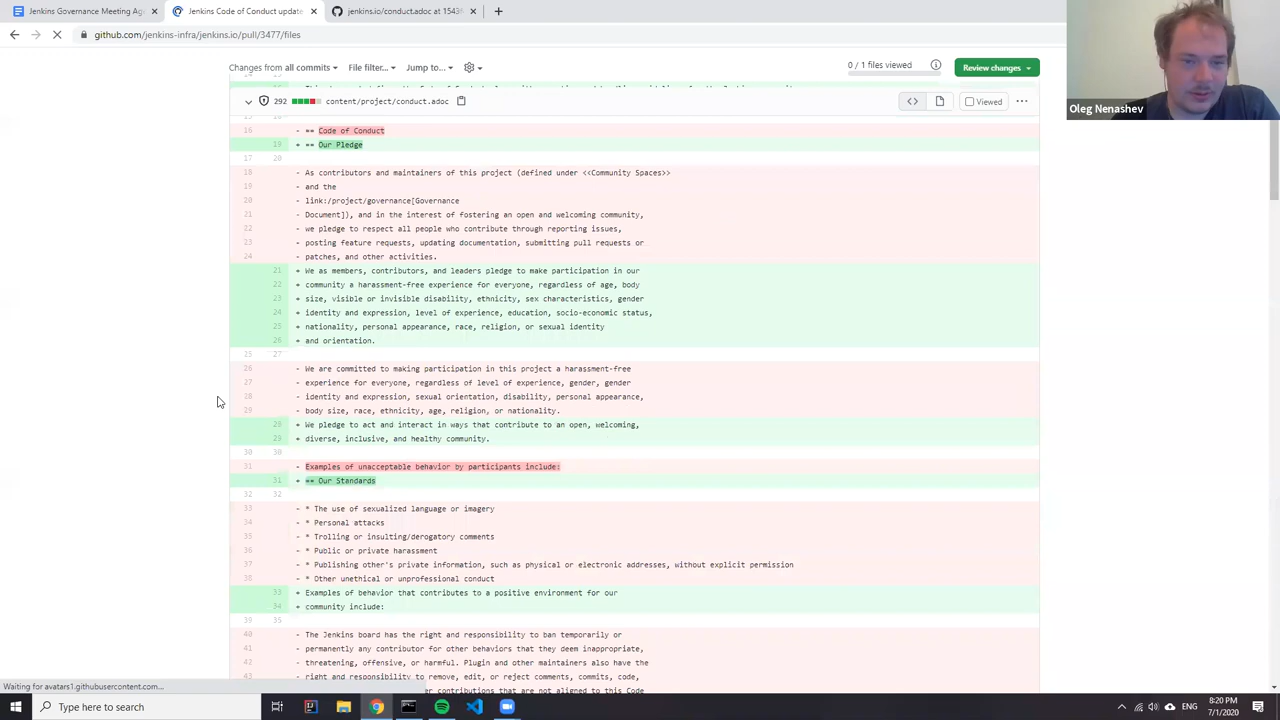 Jenkins Governance Meeting Age
Jenkins Code of Conduct update
jenkins.io/conduct.adoc at 1543f
github.com/jenkins-infra/jenkins.io/pull/3477/files
Changes from all commits
File filter...
Jump to...
0 / 1 files viewed
Review changes
292
content/project/conduct.adoc
Viewed
Oleg Nenashev
16 - == Code of Conduct
19 + == Our Pledge
17 20
18 - As contributors and maintainers of this project (defined under <<Community Spaces>>
19 - and the
20 - link:/project/governance[Governance
21 - Document]), and in the interest of fostering an open and welcoming community,
22 - we pledge to respect all people who contribute through reporting issues,
23 - posting feature requests, updating documentation, submitting pull requests or
24 - patches, and other activities.
21 + We as members, contributors, and leaders pledge to make participation in our
22 + community a harassment-free experience for everyone, regardless of age, body
23 + size, visible or invisible disability, ethnicity, sex characteristics, gender
24 + identity and expression, level of experience, education, socio-economic status,
25 + nationality, personal appearance, race, religion, or sexual identity
26 + and orientation.
25 27
26 - We are committed to making participation in this project a harassment-free
27 - experience for everyone, regardless of level of experience, gender, gender
28 - identity and expression, sexual orientation, disability, personal appearance,
29 - body size, race, ethnicity, age, religion, or nationality.
28 + We pledge to act and interact in ways that contribute to an open, welcoming,
29 + diverse, inclusive, and healthy community.
30 30
31 - Examples of unacceptable behavior by participants include:
31 + == Our Standards
32 32
33 - * The use of sexualized language or imagery
34 - * Personal attacks
35 - * Trolling or insulting/derogatory comments
36 - * Public or private harassment
37 - * Publishing other's private information, such as physical or electronic addresses, without explicit permission
38 - * Other unethical or unprofessional conduct
33 + Examples of behavior that contributes to a positive environment for our
34 + community include:
39 35
40 - The Jenkins board has the right and responsibility to ban temporarily or
41 - permanently any contributor for other behaviors that they deem inappropriate,
42 - threatening, offensive, or harmful. Plugin and other maintainers also have the
43 - right and responsibility to remove, edit, or reject comments, commits, code,
er contributions that are not aligned to this Code
Waiting for avatars1.githubusercontent.com...
Type here to search
ENG
8:20 PM
7/1/2020